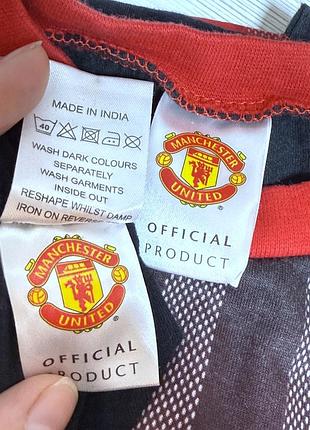 MADE IN INDIA
40
WASH DARK COLOURS
SEPARATELY
WASH GARMENTS
INSIDE OUT
RESHAPE WHILST DAMP
IRON ON REVERSE
MANCHESTER
UNITED
®
OFFICIAL
PRODUCT
MANCHESTER
UNITED
®
OFFICIAL
PRODUCT